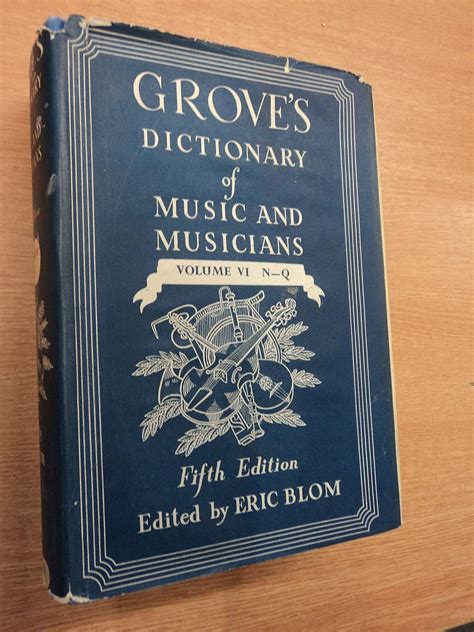 GROVE'S
DICTIONARY
of
MUSIC AND
MUSICIANS
VOLUME VI N–Q
Fifth Edition
Edited by ERIC BLOM